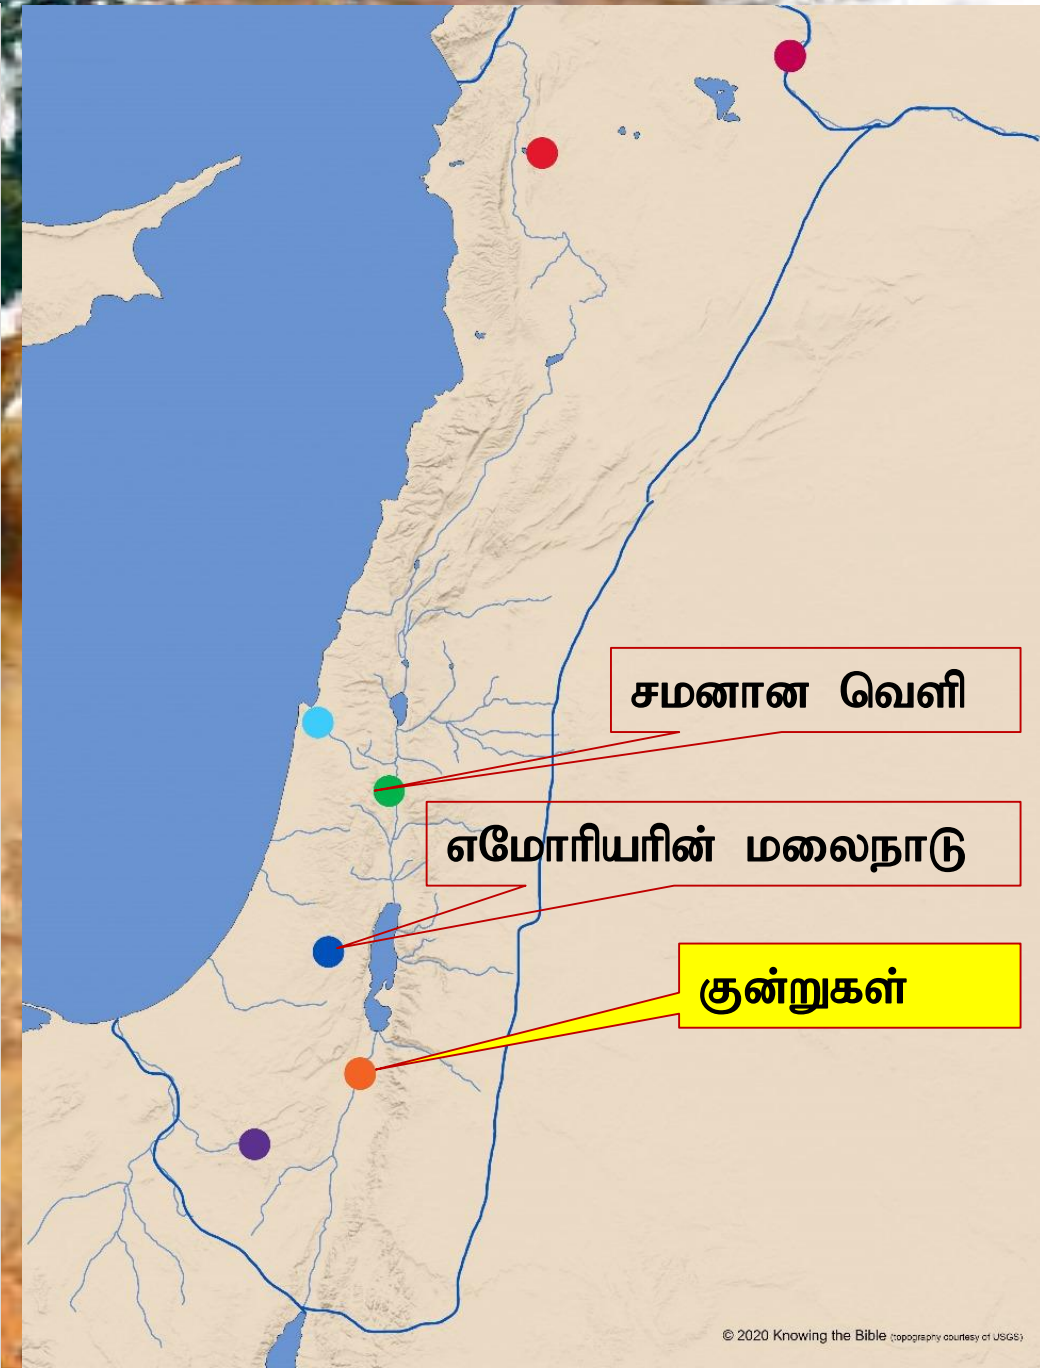 சமனான வெளி
எமோரியரின் மலைநாடு
குன்றுகள்
© 2020 Knowing the Bible (topography courtesy of USGS)